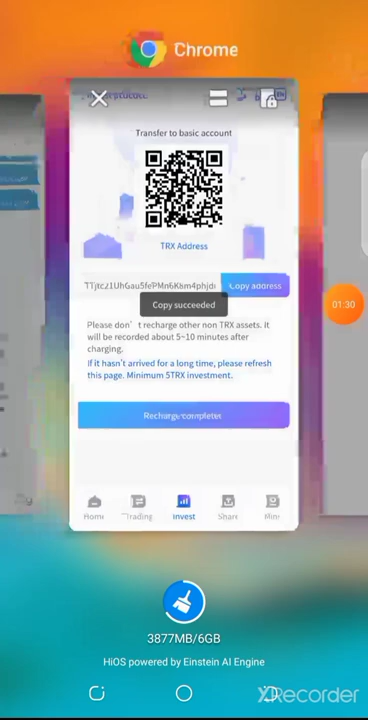 Chrome
Transfer to basic account
TRX Address
Copy address
Copy succeeded
Please don't recharge other non TRX assets. It
will be recorded about 5~10 minutes after
charging.
If it hasn't arrived for a long time, please refresh
this page. Minimum 5TRX investment.
Recharge completed
Home
Trading
Invest
Share
01:30
3877MB/6GB
HiOS powered by Einstein AI Engine
XRecorder